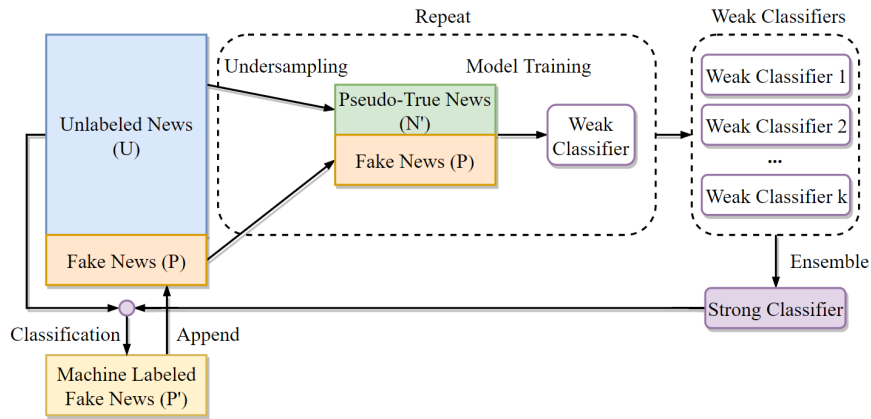 Repeat
Weak Classifiers
Undersampling
Model Training
Unlabeled News
(U)
Pseudo-True News
(N')
Fake News (P)
Weak
Classifier
Weak Classifier 1
Weak Classifier 2
...
Weak Classifier k
Fake News (P)
Ensemble
Strong Classifier
Classification
Append
Machine Labeled
Fake News (P')